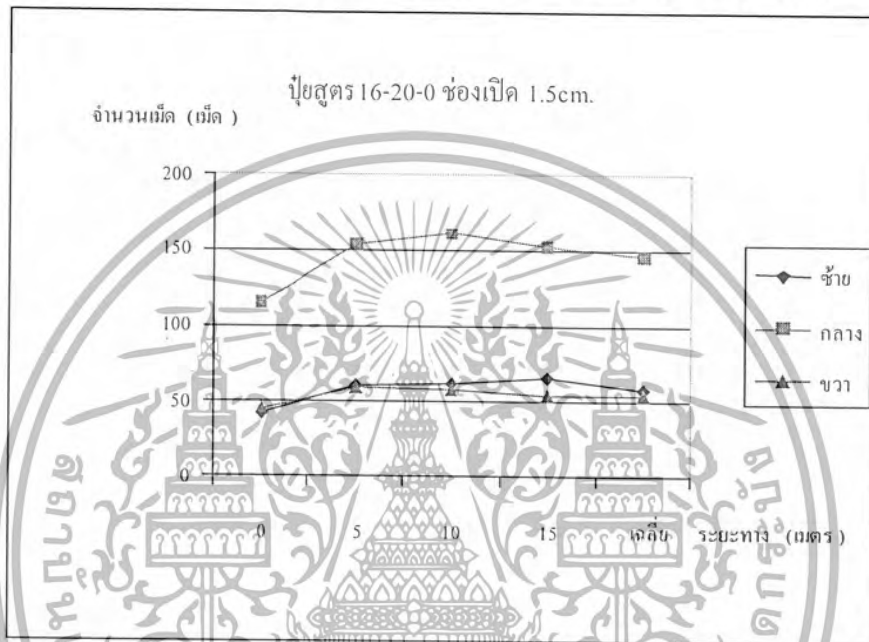 ปุ๋ยสูตร 16-20-0 ช่องเปิด 1.5cm.
จำนวนเม็ด (เม็ด)
200
150
100
50
0
0 5 10 15 เฉลี่ย ระยะทาง (เมตร)
ซ้าย
กลาง
ขวา